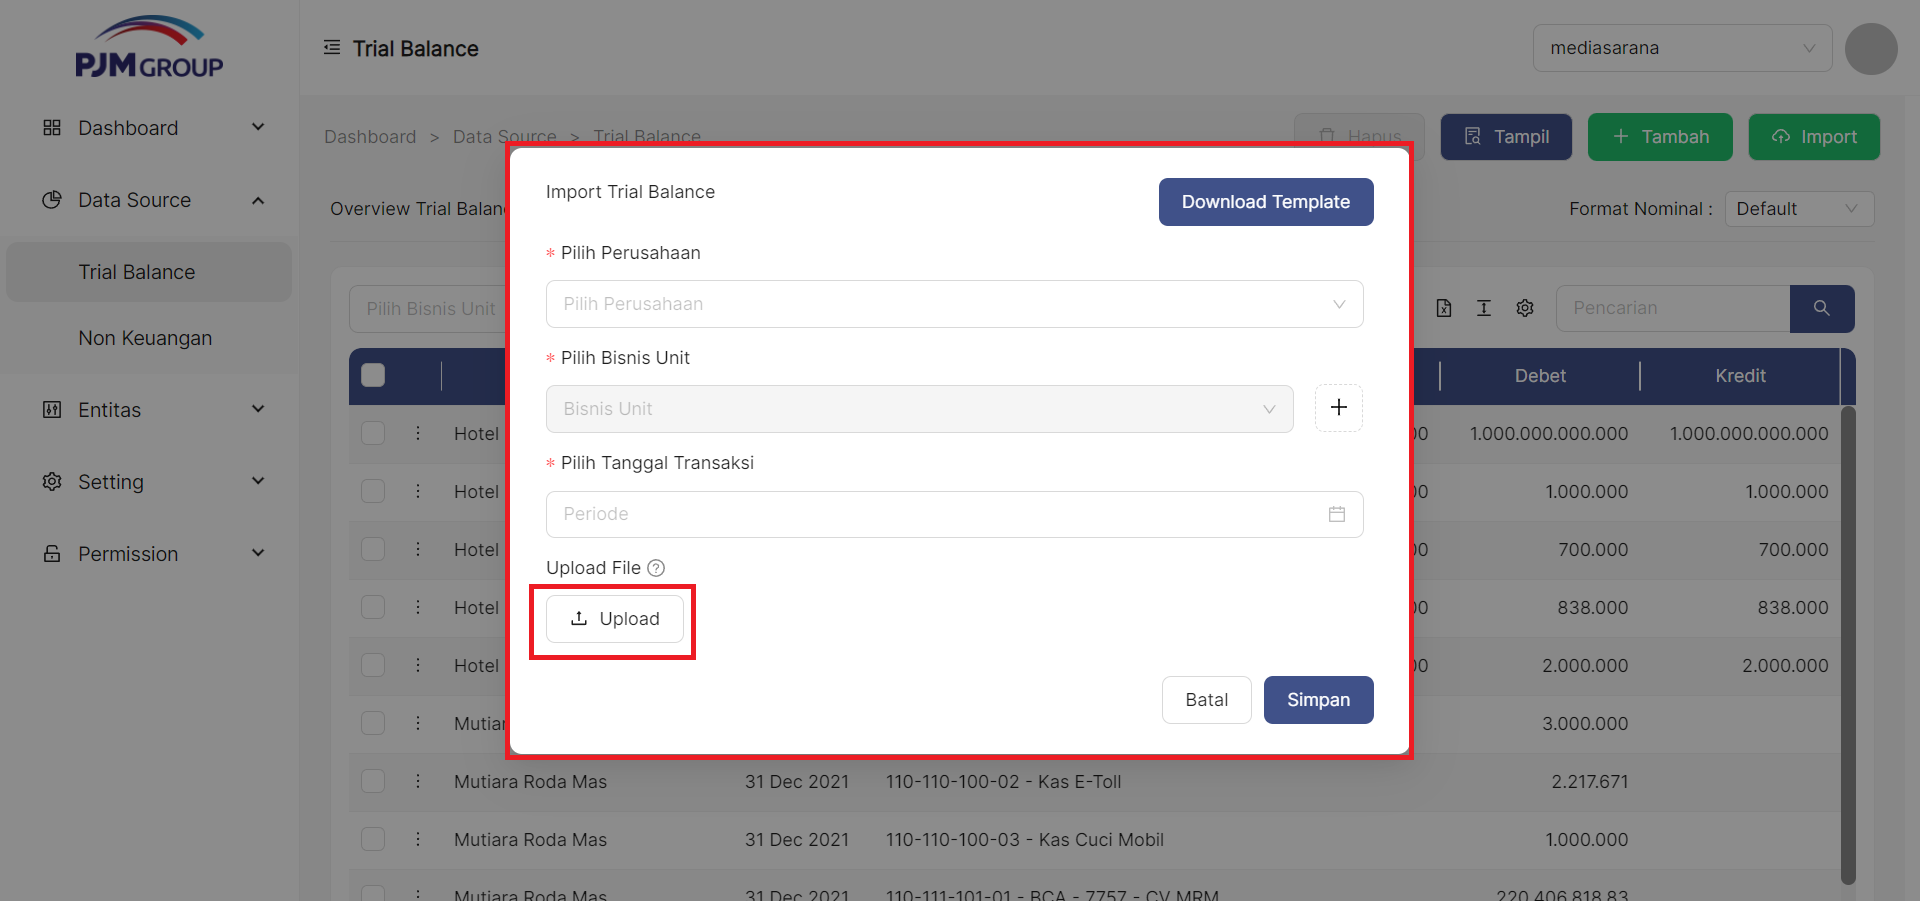 PJM GROUP
Trial Balance
mediasarana
Dashboard
Data Source
Trial Balance
Non Keuangan
Entitas
Setting
Permission
Dashboard > Data Source > Trial Balance
Hapus
Tampil
Tambah
Import
Overview Trial Balan
Format Nominal :
Default
Pilih Bisnis Unit
Pencarian
Import Trial Balance
Download Template
* Pilih Perusahaan
Pilih Perusahaan
* Pilih Bisnis Unit
Bisnis Unit
* Pilih Tanggal Transaksi
Periode
Upload File
Upload
Batal
Simpan
Debet Kredit
Hotel 00 1.000.000.000.000 1.000.000.000.000
Hotel 00 1.000.000 1.000.000
Hotel 00 700.000 700.000
Hotel 00 838.000 838.000
Hotel 00 2.000.000 2.000.000
Mutiar 3.000.000
Mutiara Roda Mas 31 Dec 2021 110-110-100-02 - Kas E-Toll 2.217.671
Mutiara Roda Mas 31 Dec 2021 110-110-100-03 - Kas Cuci Mobil 1.000.000
Mutiara Roda Mas 31 Dec 2021 110-111-101-01 - BCA - 7757 - CV MRM 220.406.818,83